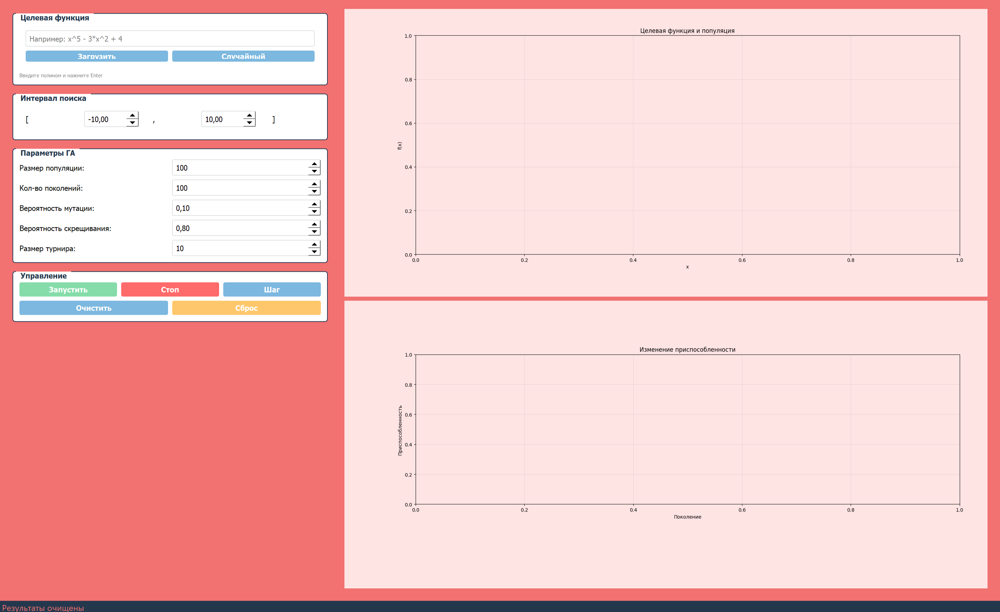 Целевая функция
Например: x^5 - 3*x^2 + 4
Загрузить Случайный
Введите полином и нажмите Enter
Интервал поиска
[ -10,00 , 10,00 ]
Параметры ГА
Размер популяции: 100
Кол-во поколений: 100
Вероятность мутации: 0,10
Вероятность скрещивания: 0,80
Размер турнира: 10
Управление
Запустить Стоп Шаг
Очистить Сброс
Целевая функция и популяция
1.0
0.8
0.6
f(x)
0.4
0.2
0.0
0.0 0.2 0.4 0.6 0.8 1.0
x
Изменение приспособленности
1.0
0.8
0.6
Приспособленность
0.4
0.2
0.0
0.0 0.2 0.4 0.6 0.8 1.0
Поколение
Результаты очищены